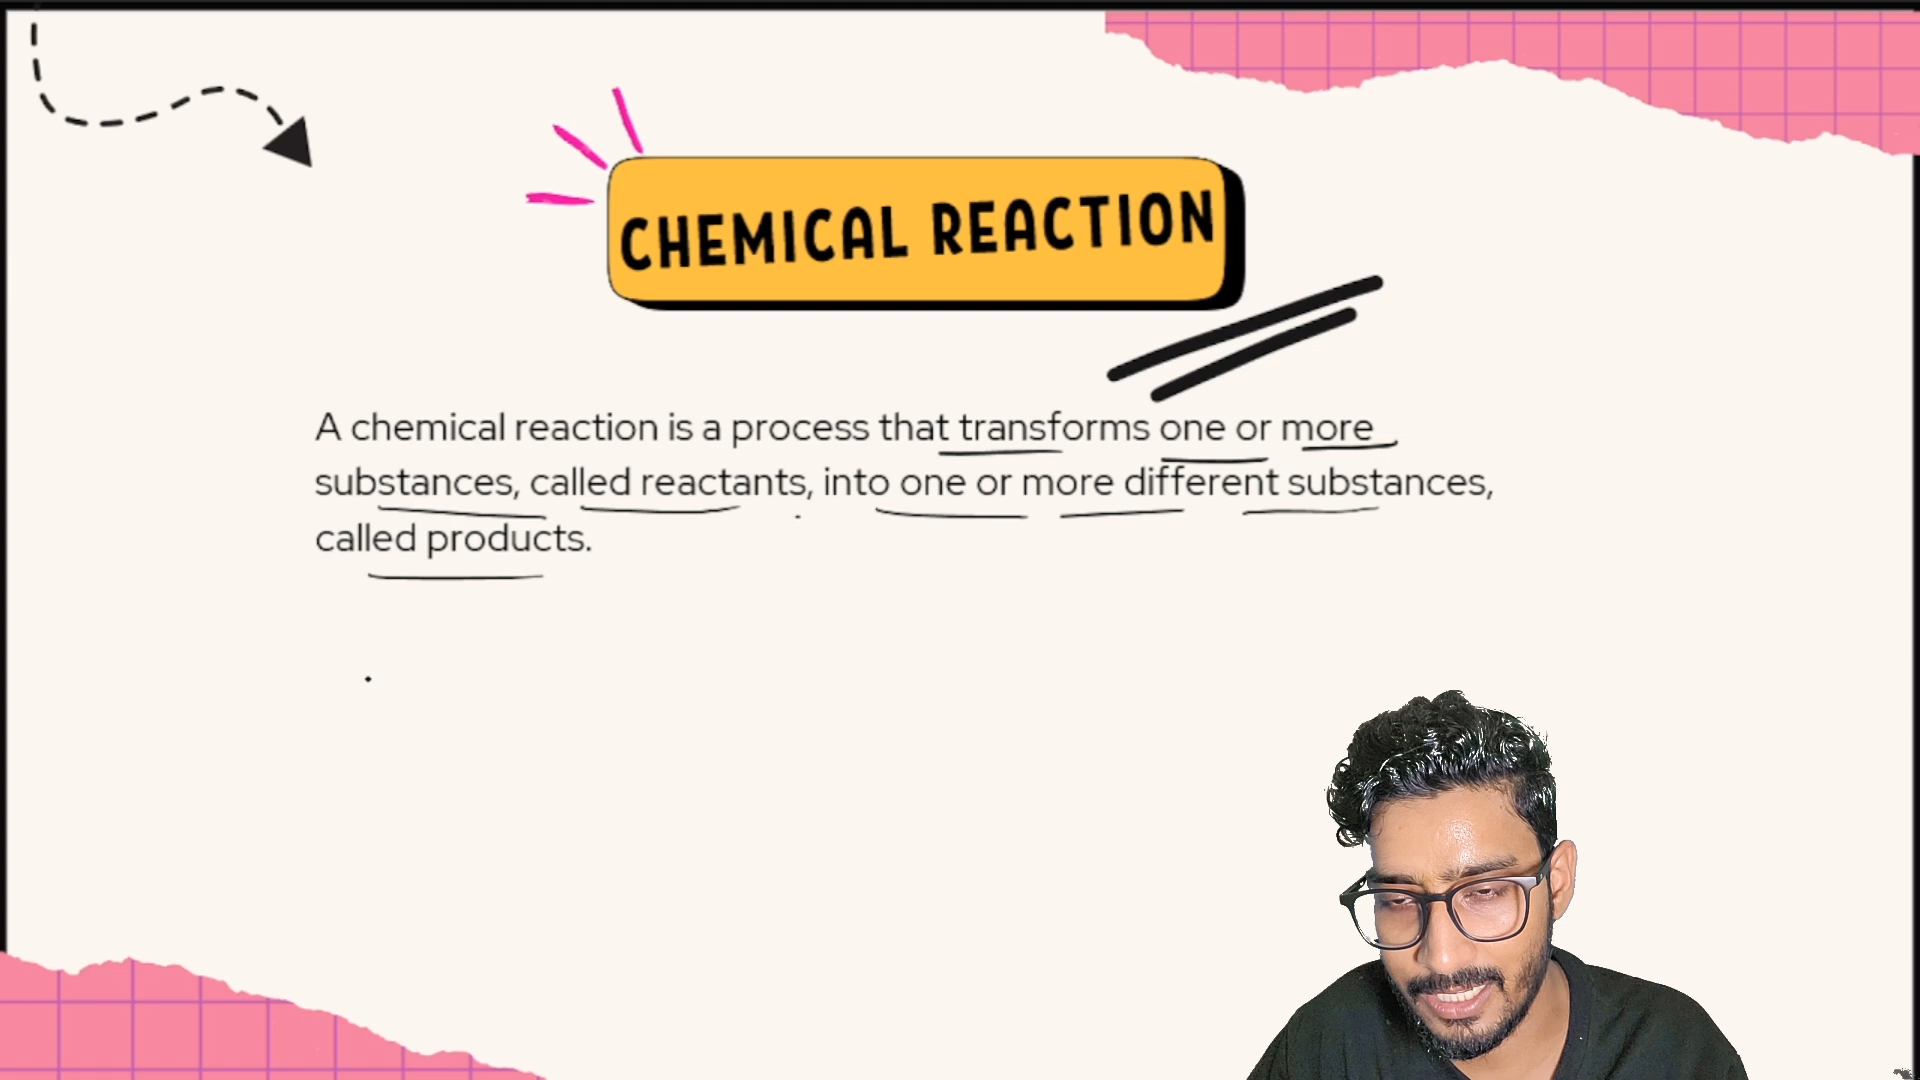 CHEMICAL REACTION
A chemical reaction is a process that transforms one or more
substances, called reactants, into one or more different substances,
called products.